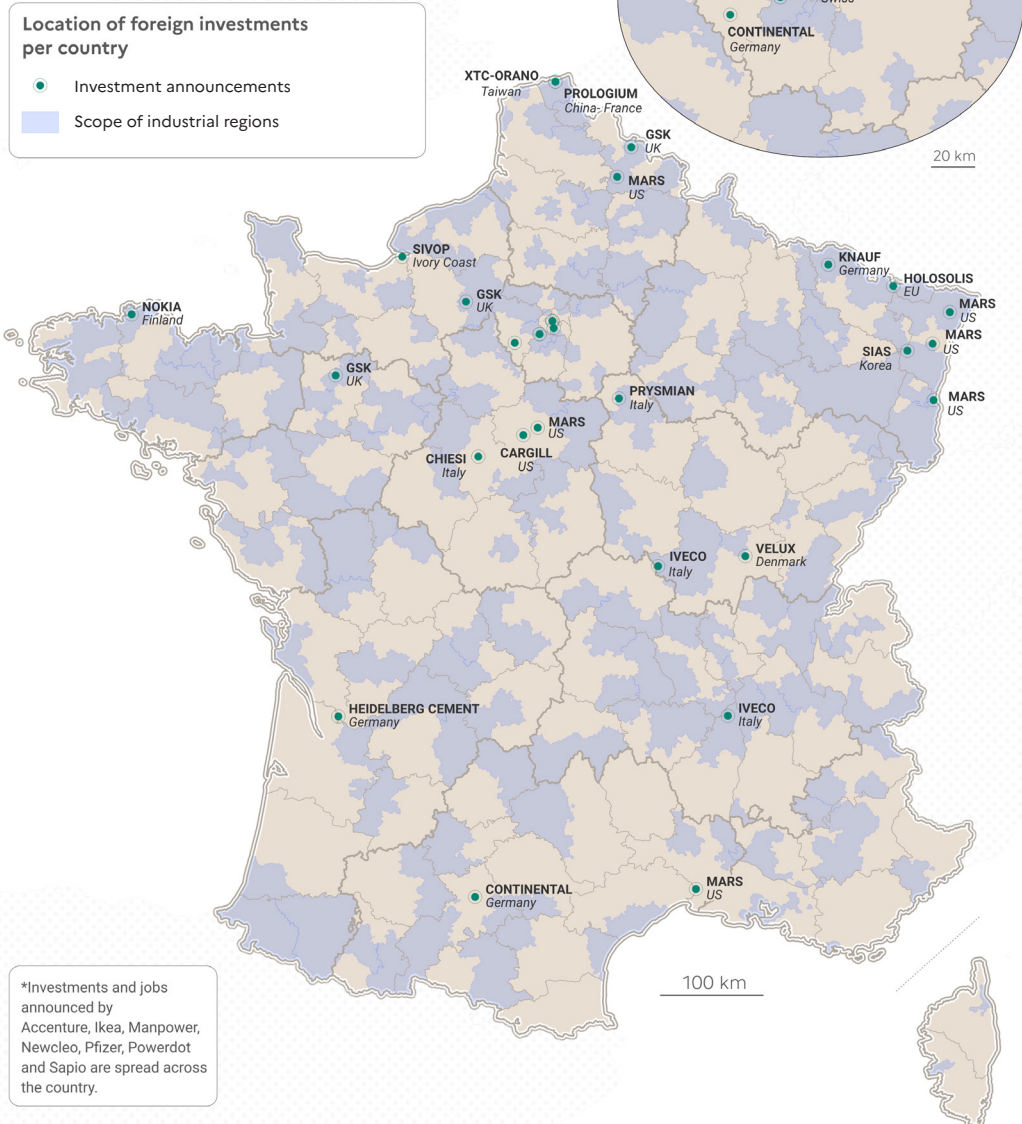 Location of foreign investments
per country
Investment announcements
Scope of industrial regions
Swiss
CONTINENTAL
Germany
20 km
XTC-ORANO
Taiwan
PROLOGIUM
China- France
GSK
UK
MARS
US
SIVOP
Ivory Coast
KNAUF
Germany
HOLOSOLIS
EU
GSK
UK
NOKIA
Finland
MARS
US
MARS
US
SIAS
Korea
GSK
UK
PRYSMIAN
Italy
MARS
US
MARS
US
CARGILL
US
CHIESI
Italy
VELUX
Denmark
IVECO
Italy
HEIDELBERG CEMENT
Germany
IVECO
Italy
MARS
US
CONTINENTAL
Germany
100 km
*Investments and jobs
announced by
Accenture, Ikea, Manpower,
Newcleo, Pfizer, Powerdot
and Sapio are spread across
the country.